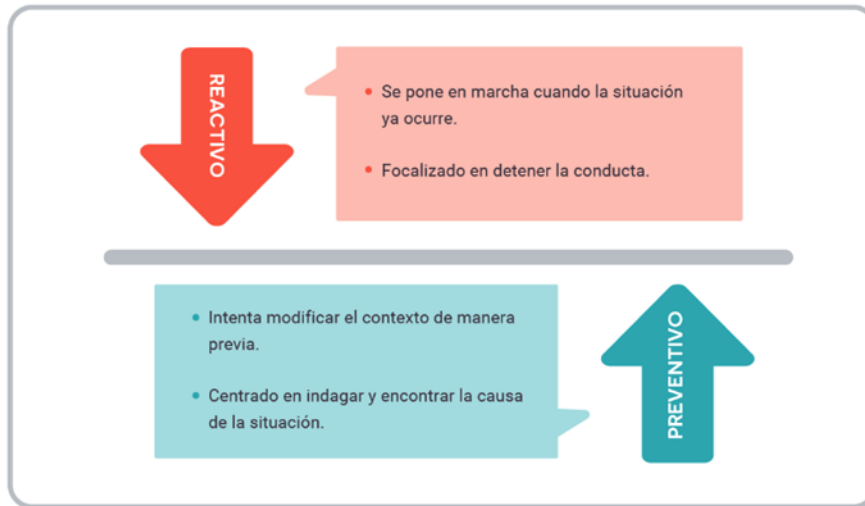 REACTIVO
• Se pone en marcha cuando la situación
ya ocurre.
• Focalizado en detener la conducta.
• Intenta modificar el contexto de manera
previa.
• Centrado en indagar y encontrar la causa
de la situación.
PREVENTIVO